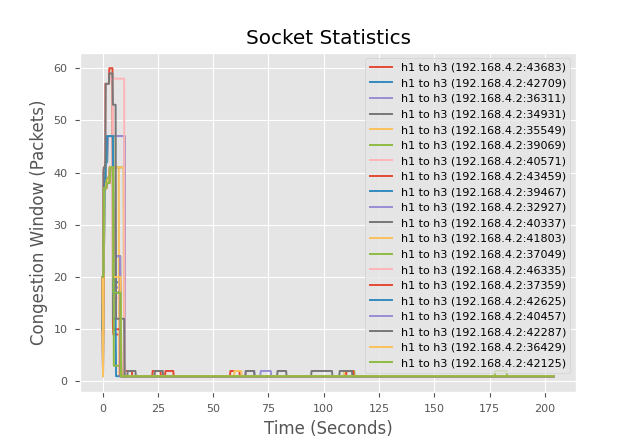 Socket Statistics
Congestion Window (Packets)
60
50
40
30
20
10
0
h1 to h3 (192.168.4.2:43683)
h1 to h3 (192.168.4.2:42709)
h1 to h3 (192.168.4.2:36311)
h1 to h3 (192.168.4.2:34931)
h1 to h3 (192.168.4.2:35549)
h1 to h3 (192.168.4.2:39069)
h1 to h3 (192.168.4.2:40571)
h1 to h3 (192.168.4.2:43459)
h1 to h3 (192.168.4.2:39467)
h1 to h3 (192.168.4.2:32927)
h1 to h3 (192.168.4.2:40337)
h1 to h3 (192.168.4.2:41803)
h1 to h3 (192.168.4.2:37049)
h1 to h3 (192.168.4.2:46335)
h1 to h3 (192.168.4.2:37359)
h1 to h3 (192.168.4.2:42625)
h1 to h3 (192.168.4.2:40457)
h1 to h3 (192.168.4.2:42287)
h1 to h3 (192.168.4.2:36429)
h1 to h3 (192.168.4.2:42125)
0 25 50 75 100 125 150 175 200
Time (Seconds)